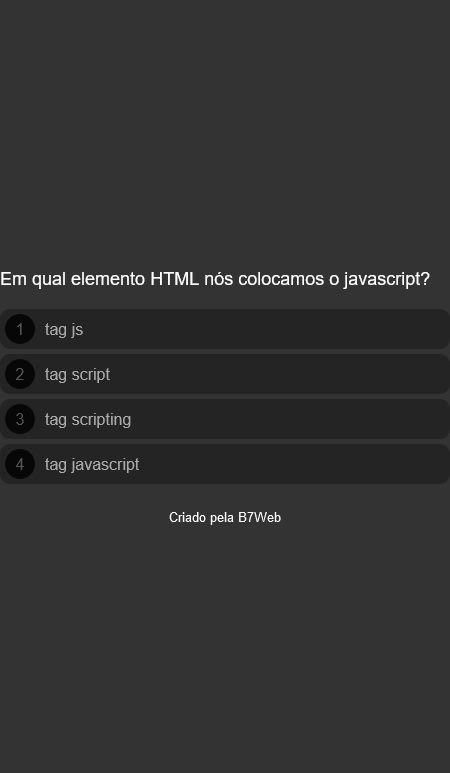 Em qual elemento HTML nós colocamos o javascript?
1 tag js
2 tag script
3 tag scripting
4 tag javascript
Criado pela B7Web